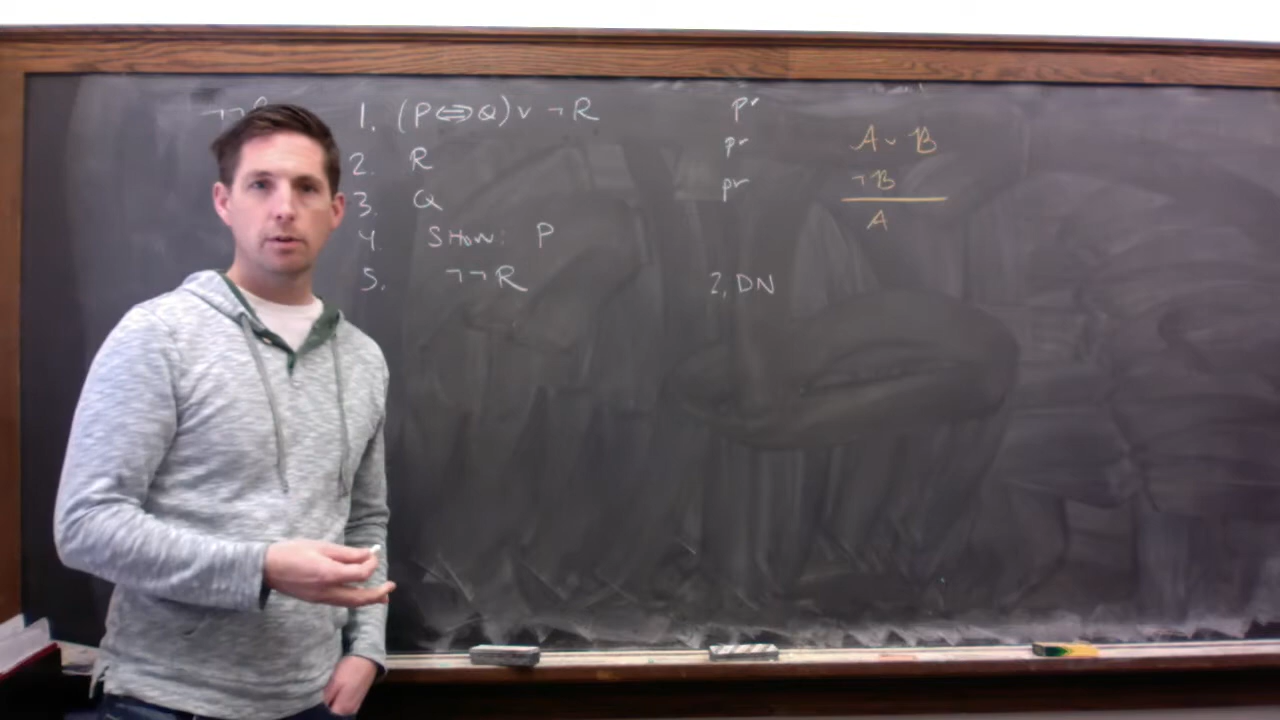 ¬¬
1. (P⇔Q) ∨ ¬R pr
2. R pr
3. Q pr
4. SHOW: P
5. ¬¬R 2, DN
A ∨ B
¬B
A